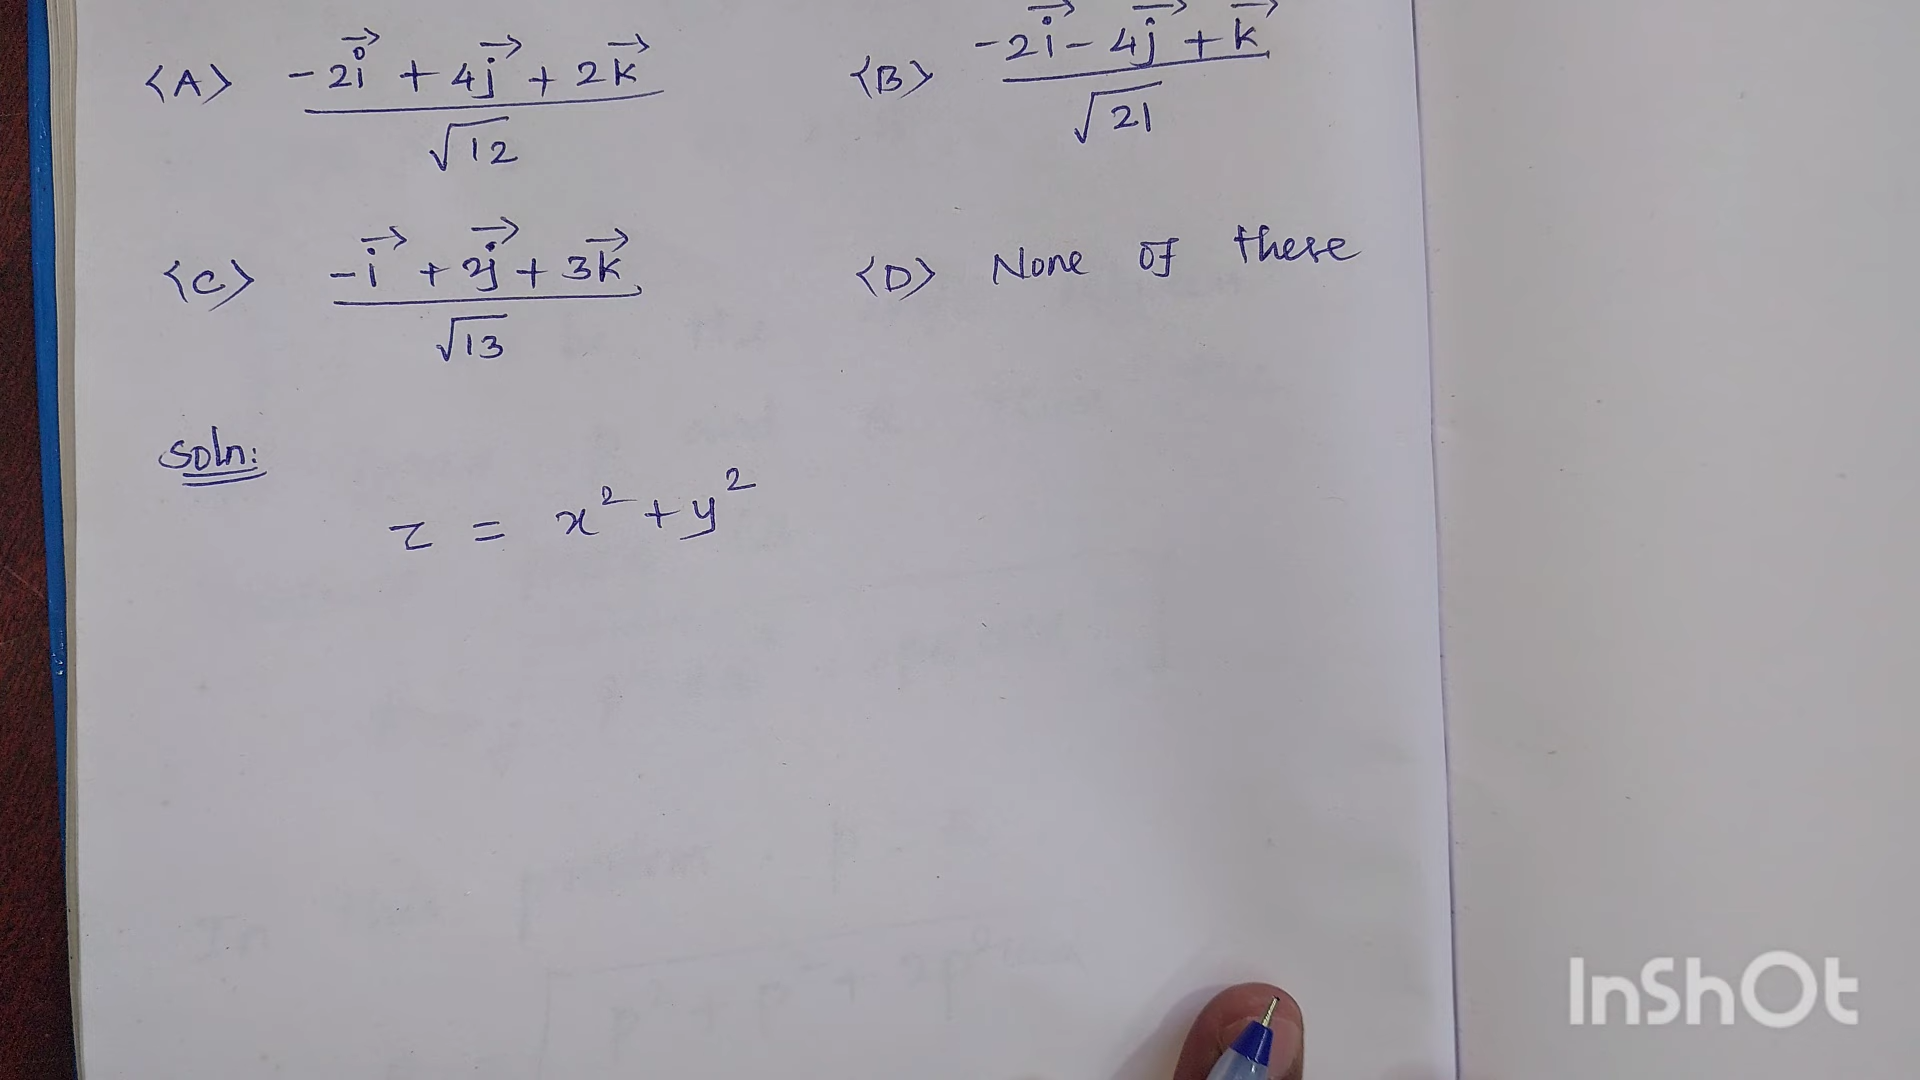 <A> (-2i⃗ + 4j⃗ + 2k⃗) / √12    <B> (-2i⃗ - 4j⃗ + k⃗) / √21
<C> (-i⃗ + 2j⃗ + 3k⃗) / √13    <D> None of these
Soln:
z = x² + y²
InShOt